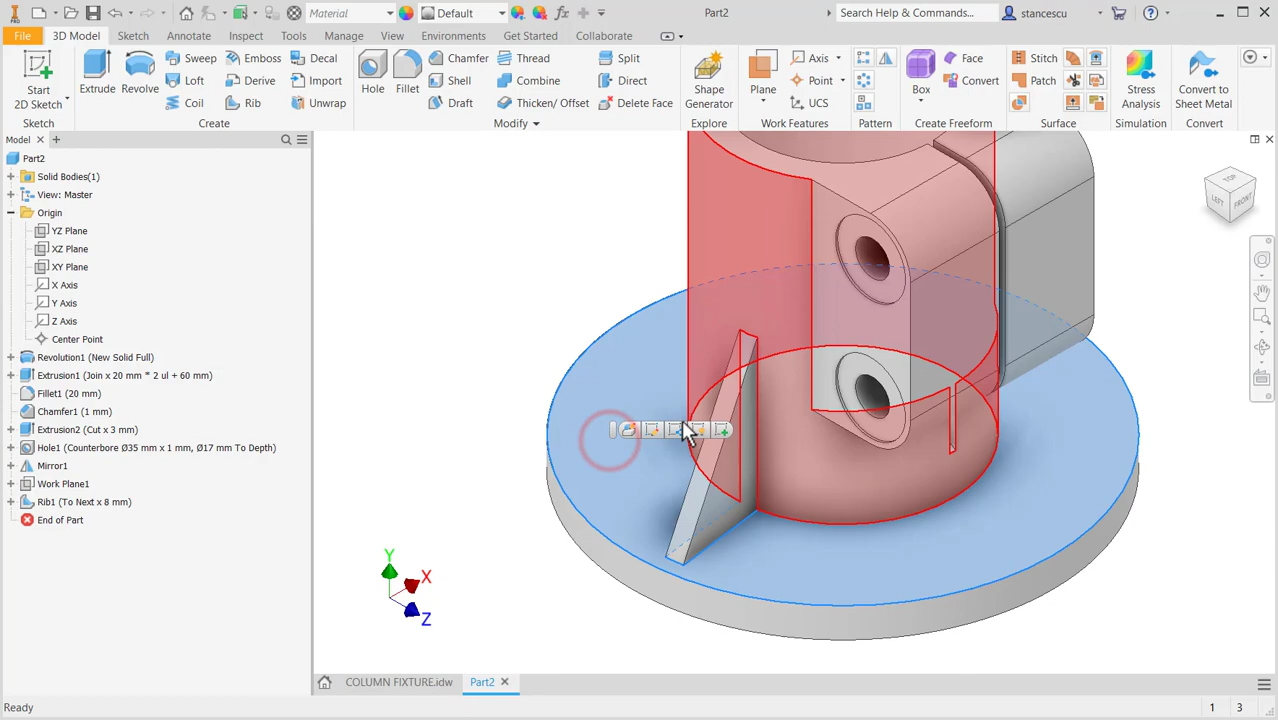 PRO Material Default fx Part2 Search Help & Commands... stancescu ?
File 3D Model Sketch Annotate Inspect Tools Manage View Environments Get Started Collaborate
Start
2D Sketch
Extrude
Revolve
Sweep
Loft
Coil
Emboss
Derive
Rib
Decal
Import
Unwrap
Hole
Fillet
Chamfer
Shell
Draft
Thread
Combine
Thicken/ Offset
Split
Direct
Delete Face
Shape
Generator
Plane
Axis
Point
UCS
Box
Face
Convert
Stitch
Patch
Stress
Analysis
Convert to
Sheet Metal
Sketch Create Modify Explore Work Features Pattern Create Freeform Surface Simulation Convert
Model
Part2
Solid Bodies(1)
View: Master
Origin
YZ Plane
XZ Plane
XY Plane
X Axis
Y Axis
Z Axis
Center Point
Revolution1 (New Solid Full)
Extrusion1 (Join x 20 mm * 2 ul + 60 mm)
Fillet1 (20 mm)
Chamfer1 (1 mm)
Extrusion2 (Cut x 3 mm)
Hole1 (Counterbore Ø35 mm x 1 mm, Ø17 mm To Depth)
Mirror1
Work Plane1
Rib1 (To Next x 8 mm)
End of Part
TOP
LEFT FRONT
Y
X
Z
COLUMN FIXTURE.idw Part2
Ready 1 3